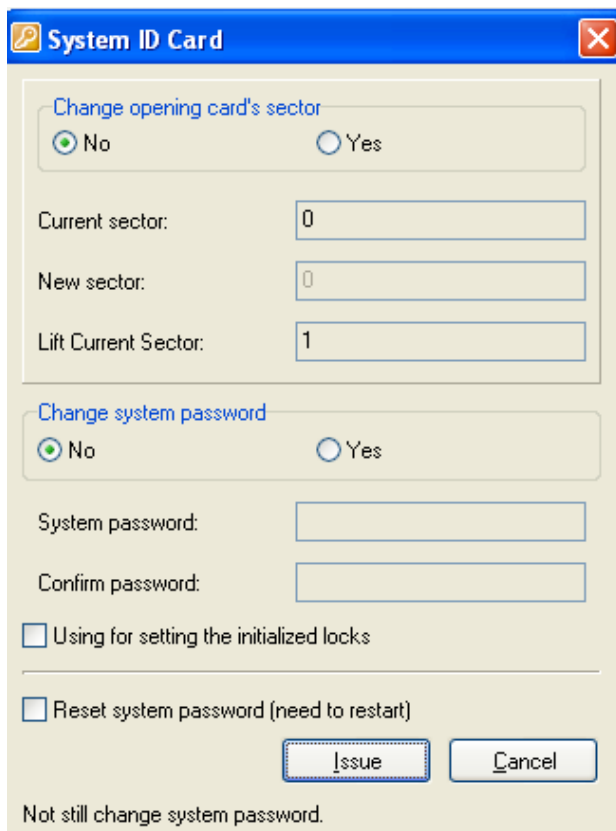 System ID Card
Change opening card's sector
No Yes
Current sector: 0
New sector: 0
Lift Current Sector: 1
Change system password
No Yes
System password:
Confirm password:
Using for setting the initialized locks
Reset system password (need to restart)
Issue Cancel
Not still change system password.